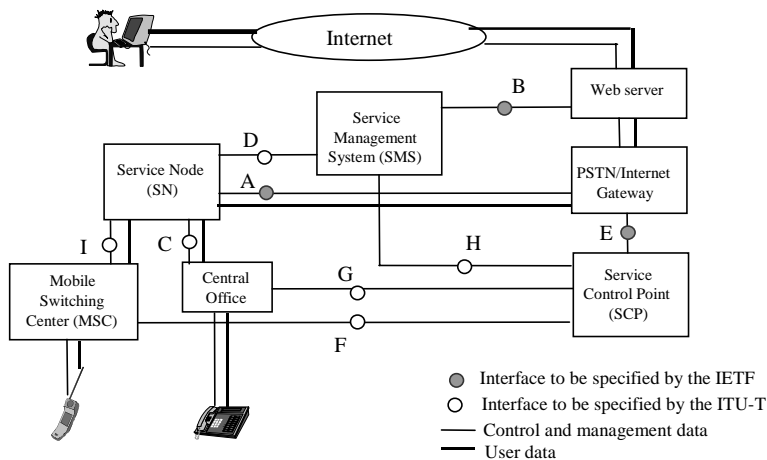 Internet
B
Web server
Service
Management
System (SMS)
D
Service Node
(SN)
A
PSTN/Internet
Gateway
E
I
C
H
Mobile
Switching
Center (MSC)
Central
Office
G
Service
Control Point
(SCP)
F
Interface to be specified by the IETF
Interface to be specified by the ITU-T
Control and management data
User data